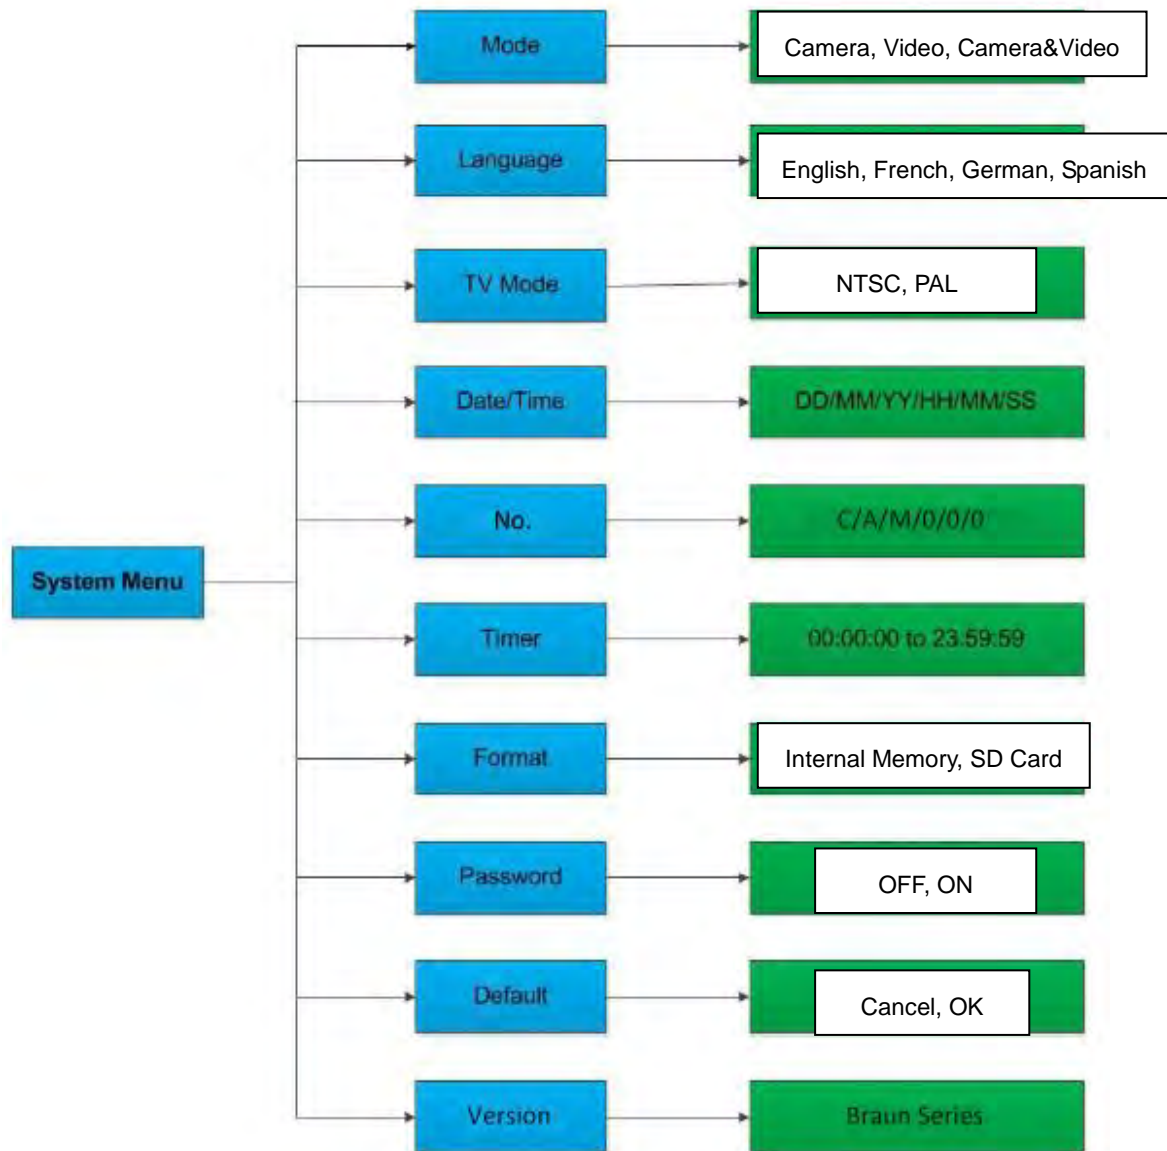 Mode
Camera, Video, Camera&Video
Language
English, French, German, Spanish
TV Mode
NTSC, PAL
Date/Time
DD/MM/YY/HH/MM/SS
No.
C/A/M/0/0/0
System Menu
Timer
00:00:00 to 23:59:59
Format
Internal Memory, SD Card
Password
OFF, ON
Default
Cancel, OK
Version
Braun Series